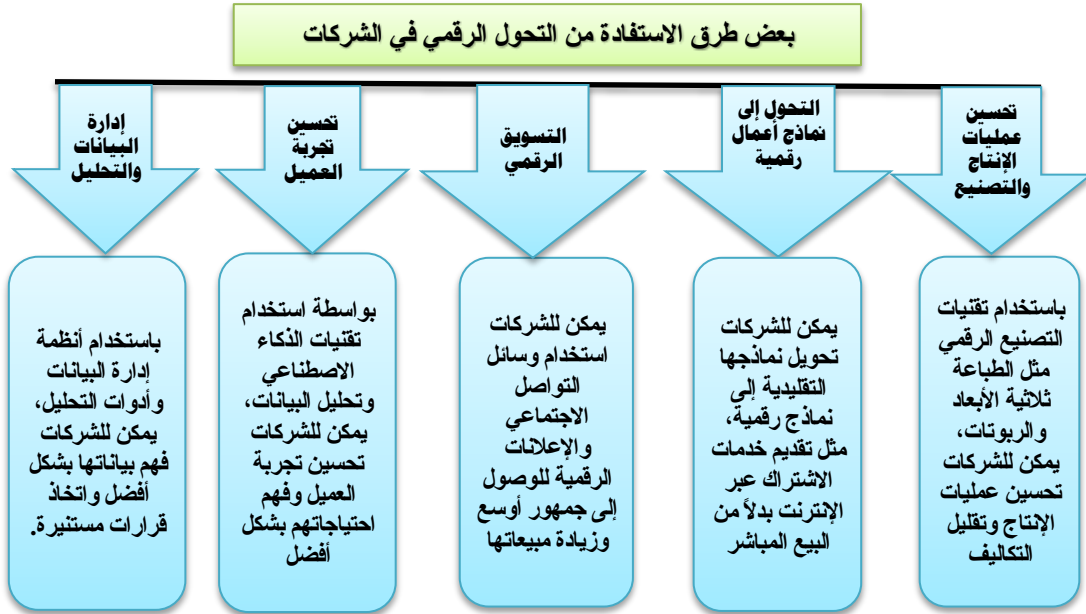 بعض طرق الاستفادة من التحول الرقمي في الشركات
تحسين
عمليات
الإنتاج
والتصنيع
التحول إلى
نماذج أعمال
رقمية
التسويق
الرقمي
تحسين
تجربة
العميل
إدارة
البيانات
والتحليل
باستخدام تقنيات
التصنيع الرقمي
مثل الطباعة
ثلاثية الأبعاد
والربوتات،
يمكن للشركات
تحسين عمليات
الإنتاج وتقليل
التكاليف
يمكن للشركات
تحويل نماذجها
التقليدية إلى
نماذج رقمية،
مثل تقديم خدمات
الاشتراك عبر
الإنترنت بدلاً من
البيع المباشر
يمكن للشركات
استخدام وسائل
التواصل
الاجتماعي
والإعلانات
الرقمية للوصول
إلى جمهور أوسع
وزيادة مبيعاتها
بواسطة استخدام
تقنيات الذكاء
الاصطناعي
وتحليل البيانات،
يمكن للشركات
تحسين تجربة
العميل وفهم
احتياجاتهم بشكل
أفضل
باستخدام أنظمة
إدارة البيانات
وأدوات التحليل،
يمكن للشركات
فهم بياناتها بشكل
أفضل واتخاذ
قرارات مستنيرة.